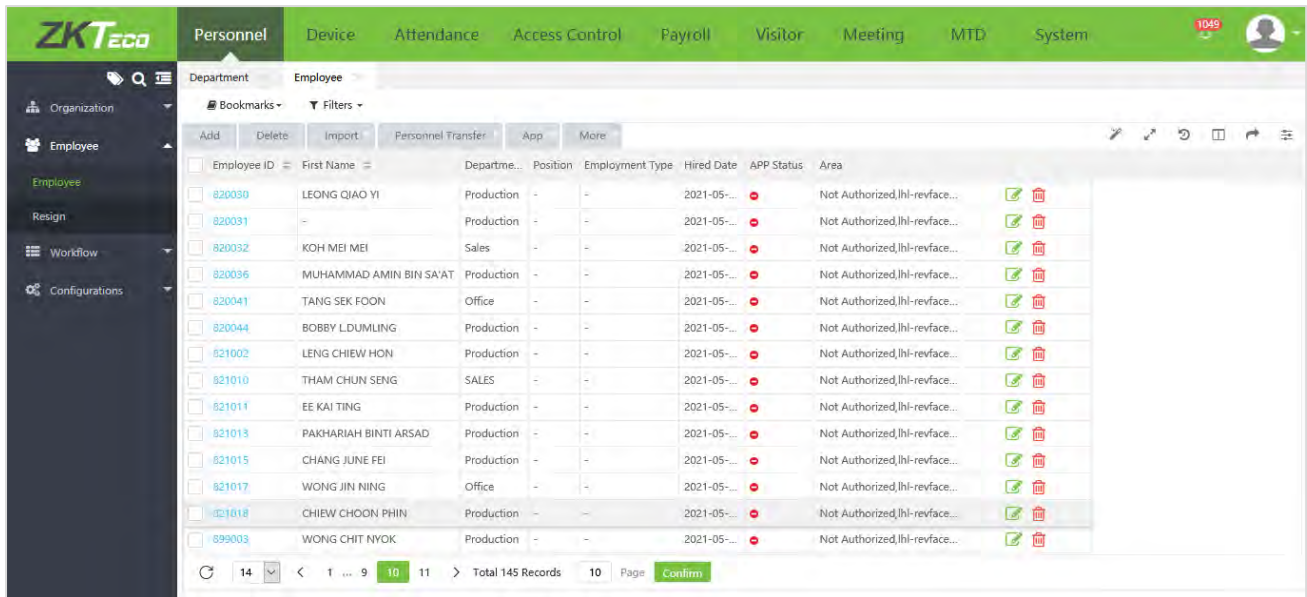 ZKTeco Personnel Device Attendance Access Control Payroll Visitor Meeting MTD System 1049
Department Employee
Organization Bookmarks Filters
Employee Add Delete Import Personnel Transfer App More
Employee ID First Name Departme... Position Employment Type Hired Date APP Status Area
Employee
Resign
Workflow
Configurations
820030 LEONG QIAO YI Production - - 2021-05-... Not Authorized,lhl-revface...
820031 - Production - - 2021-05-... Not Authorized,lhl-revface...
820032 KOH MEI MEI Sales - - 2021-05-... Not Authorized,lhl-revface...
820036 MUHAMMAD AMIN BIN SA'AT Production - - 2021-05-... Not Authorized,lhl-revface...
820041 TANG SEK FOON Office - - 2021-05-... Not Authorized,lhl-revface...
820044 BOBBY L.DUMLING Production - - 2021-05-... Not Authorized,lhl-revface...
821002 LENG CHIEW HON Production - - 2021-05-... Not Authorized,lhl-revface...
821010 THAM CHUN SENG SALES - - 2021-05-... Not Authorized,lhl-revface...
821011 EE KAI TING Production - - 2021-05-... Not Authorized,lhl-revface...
821013 PAKHARIAH BINTI ARSAD Production - - 2021-05-... Not Authorized,lhl-revface...
821015 CHANG JUNE FEI Production - - 2021-05-... Not Authorized,lhl-revface...
821017 WONG JIN NING Office - - 2021-05-... Not Authorized,lhl-revface...
821018 CHIEW CHOON PHIN Production - - 2021-05-... Not Authorized,lhl-revface...
899003 WONG CHIT NYOK Production - - 2021-05-... Not Authorized,lhl-revface...
14 < 1 ... 9 10 11 > Total 145 Records 10 Page Confirm